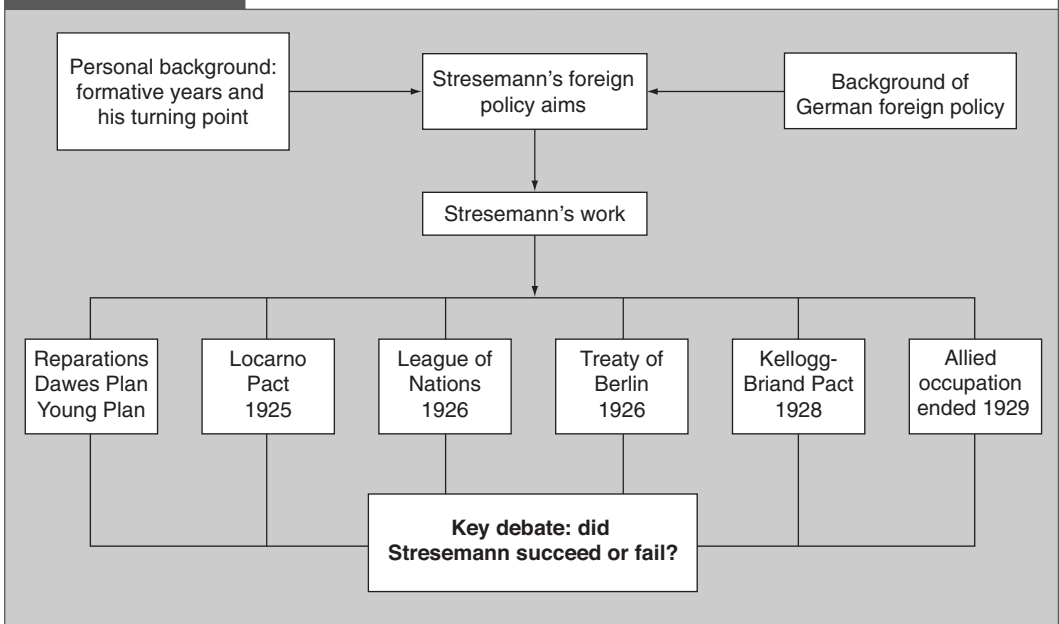 Personal background:
formative years and
his turning point
Stresemann's foreign
policy aims
Background of
German foreign policy
Stresemann's work
Reparations
Dawes Plan
Young Plan
Locarno
Pact
1925
League of
Nations
1926
Treaty of
Berlin
1926
Kellogg-
Briand Pact
1928
Allied
occupation
ended 1929
Key debate: did
Stresemann succeed or fail?